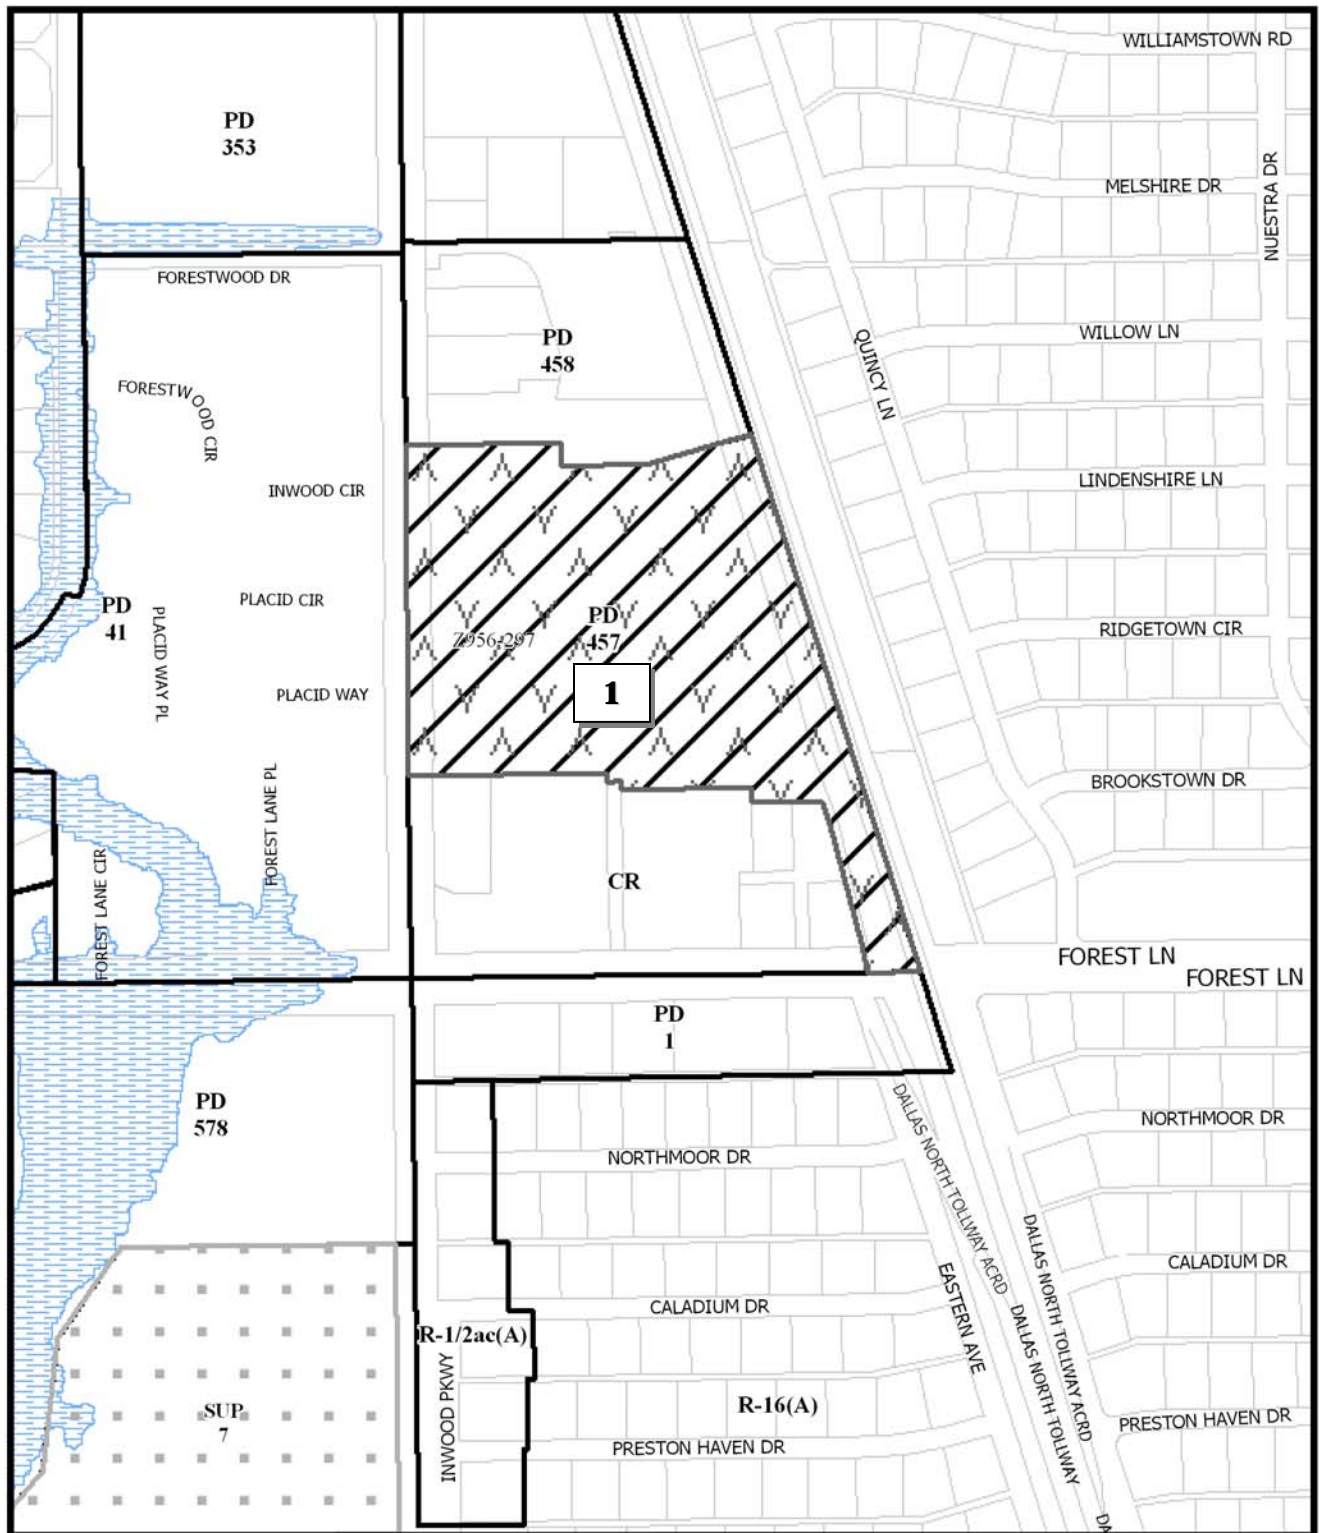 WILLIAMSTOWN RD
PD
353
MELSHIRE DR
NUESTRA DR
FORESTWOOD DR
PD
458
WILLOW LN
QUINCY LN
FORESTWOOD CIR
INWOOD CIR
LINDENSHIRE LN
PLACID CIR
PD
41
PLACID WAY PL
PD
457
Z956-297
RIDGETOWN CIR
PLACID WAY
1
BROOKSTOWN DR
FOREST LANE PL
FOREST LANE CIR
CR
FOREST LN
FOREST LN
PD
1
PD
578
DALLAS NORTH TOLLWAY ACRD
NORTHMOOR DR
NORTHMOOR DR
DALLAS NORTH TOLLWAY ACRD
EASTERN AVE
CALADIUM DR
CALADIUM DR
DALLAS NORTH TOLLWAY
R-1/2ac(A)
INWOOD PKWY
R-16(A)
SUP
7
PRESTON HAVEN DR
PRESTON HAVEN DR